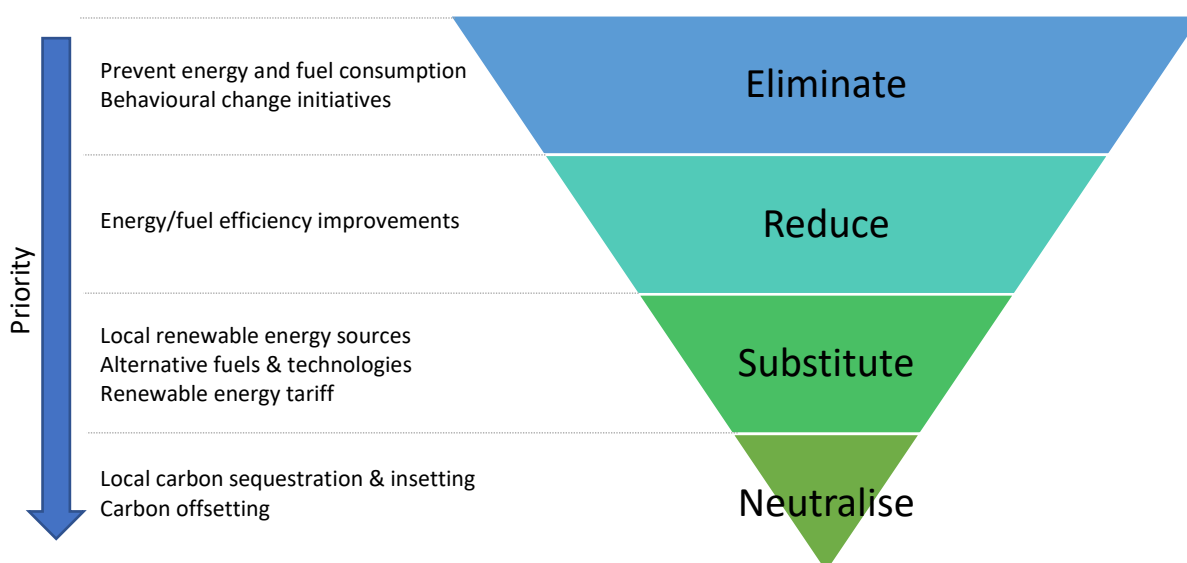 Prevent energy and fuel consumption
Behavioural change initiatives
Eliminate
Energy/fuel efficiency improvements
Reduce
Priority
Local renewable energy sources
Alternative fuels & technologies
Renewable energy tariff
Substitute
Local carbon sequestration & insetting
Carbon offsetting
Neutralise